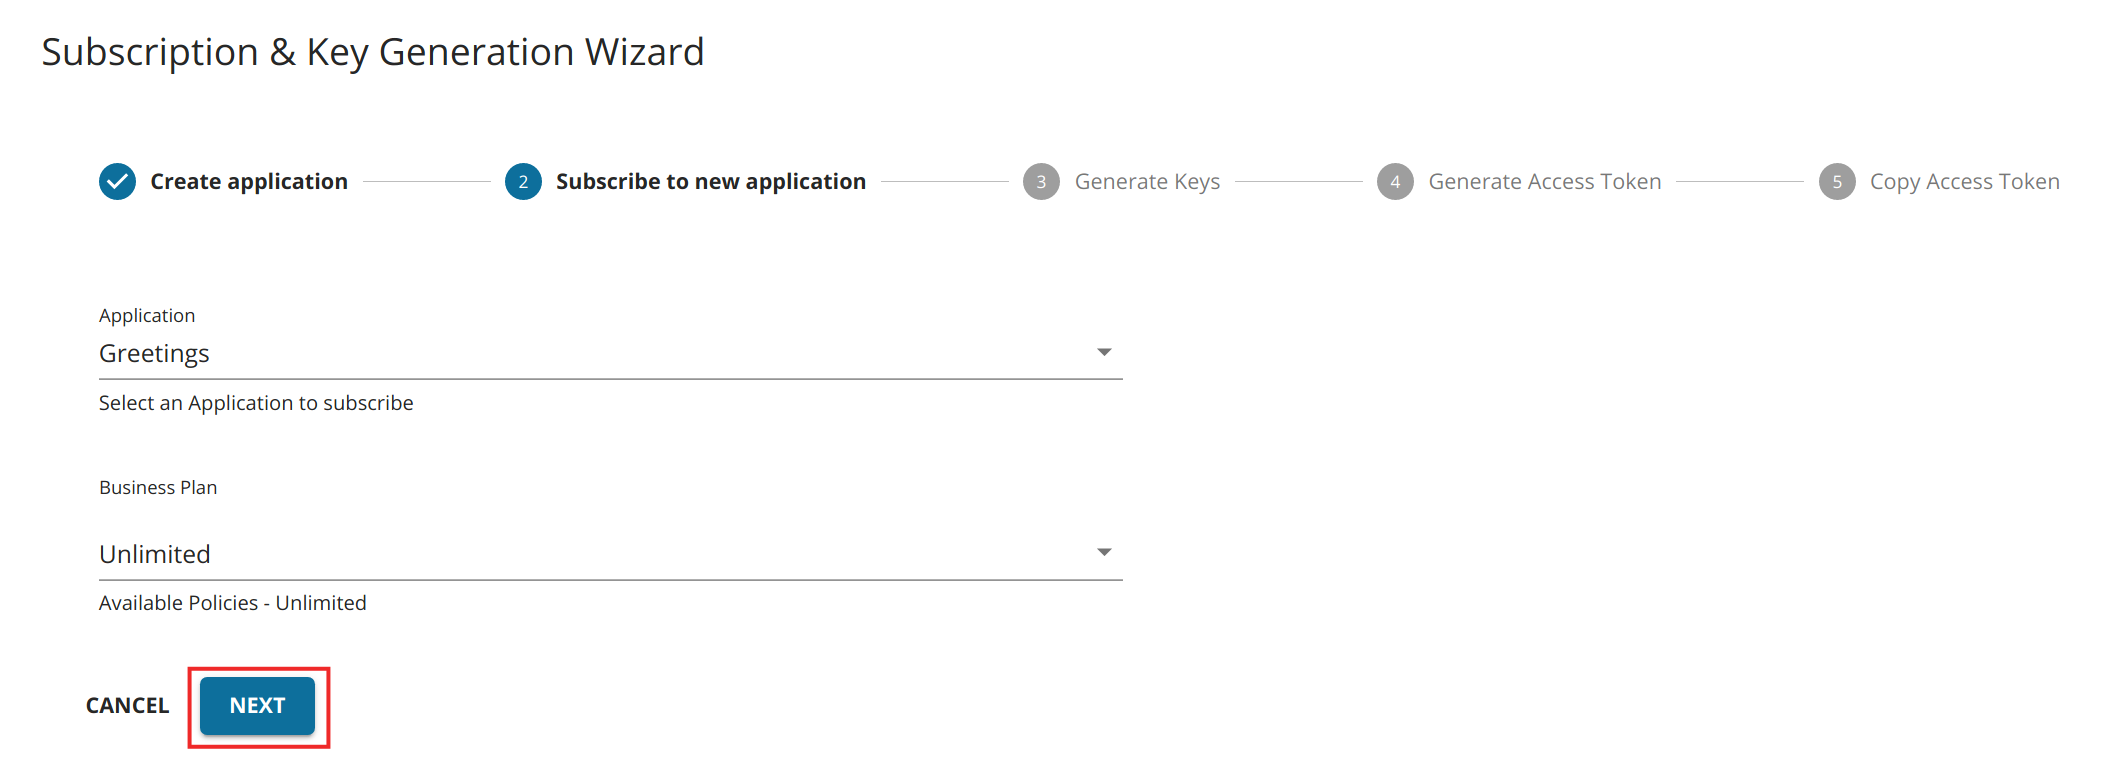 Subscription & Key Generation Wizard
Create application
2 Subscribe to new application
3 Generate Keys
4 Generate Access Token
5 Copy Access Token
Application
Greetings
Select an Application to subscribe
Business Plan
Unlimited
Available Policies - Unlimited
CANCEL
NEXT